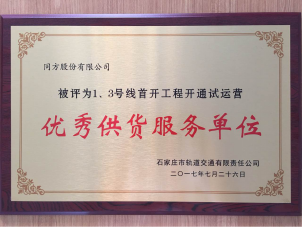 同方股份有限公司
被评为1、3号线首开工程开通试运营
优秀供货服务单位
石家庄市轨道交通有限责任公司
二〇一七年七月二十六日